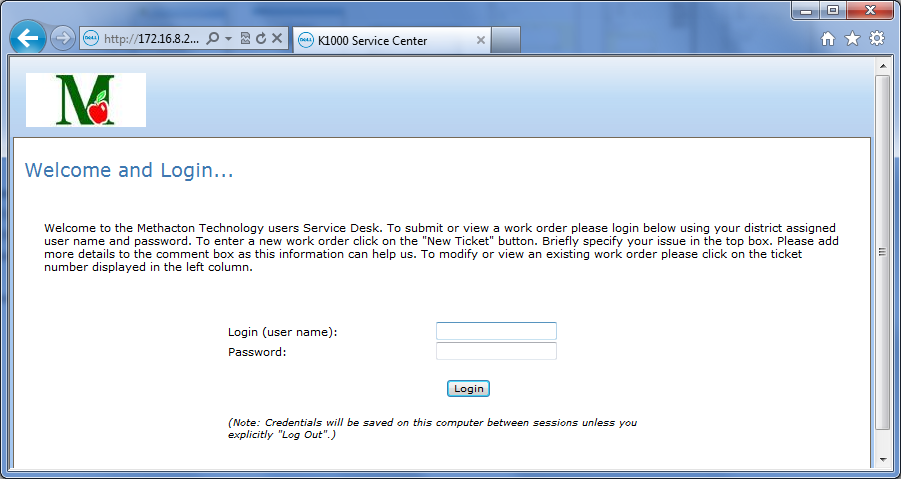 http://172.16.8.2...
K1000 Service Center
M
Welcome and Login...
Welcome to the Methacton Technology users Service Desk. To submit or view a work order please login below using your district assigned
user name and password. To enter a new work order click on the "New Ticket" button. Briefly specify your issue in the top box. Please add
more details to the comment box as this information can help us. To modify or view an existing work order please click on the ticket
number displayed in the left column.
Login (user name):
Password:
Login
(Note: Credentials will be saved on this computer between sessions unless you
explicitly "Log Out".)